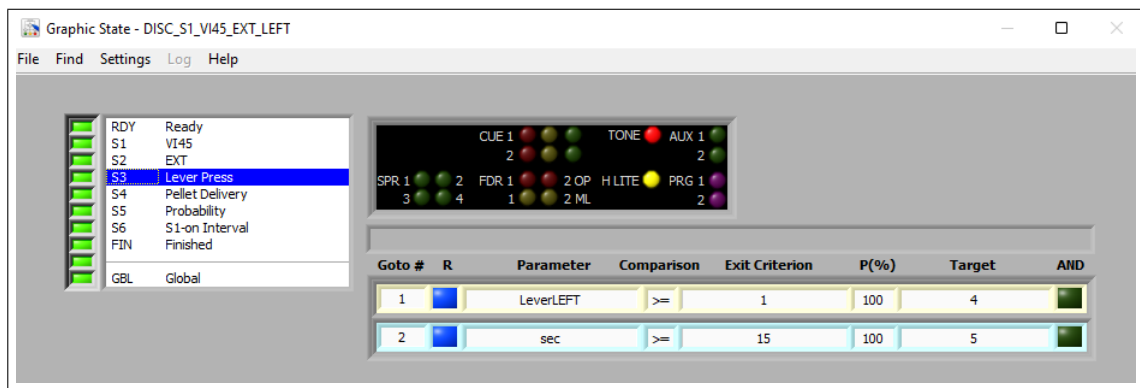 Graphic State - DISC_S1_VI45_EXT_LEFT
File Find Settings Log Help
RDY Ready
S1 VI45
S2 EXT
S3 Lever Press
S4 Pellet Delivery
S5 Probability
S6 S1-on Interval
FIN Finished
GBL Global
CUE 1 TONE AUX 1
2 2
SPR 1 2 FDR 1 2 OP H LITE PRG 1
3 4 1 2 ML 2
Goto # R Parameter Comparison Exit Criterion P(%) Target AND
1 LeverLEFT >= 1 100 4
2 sec >= 15 100 5